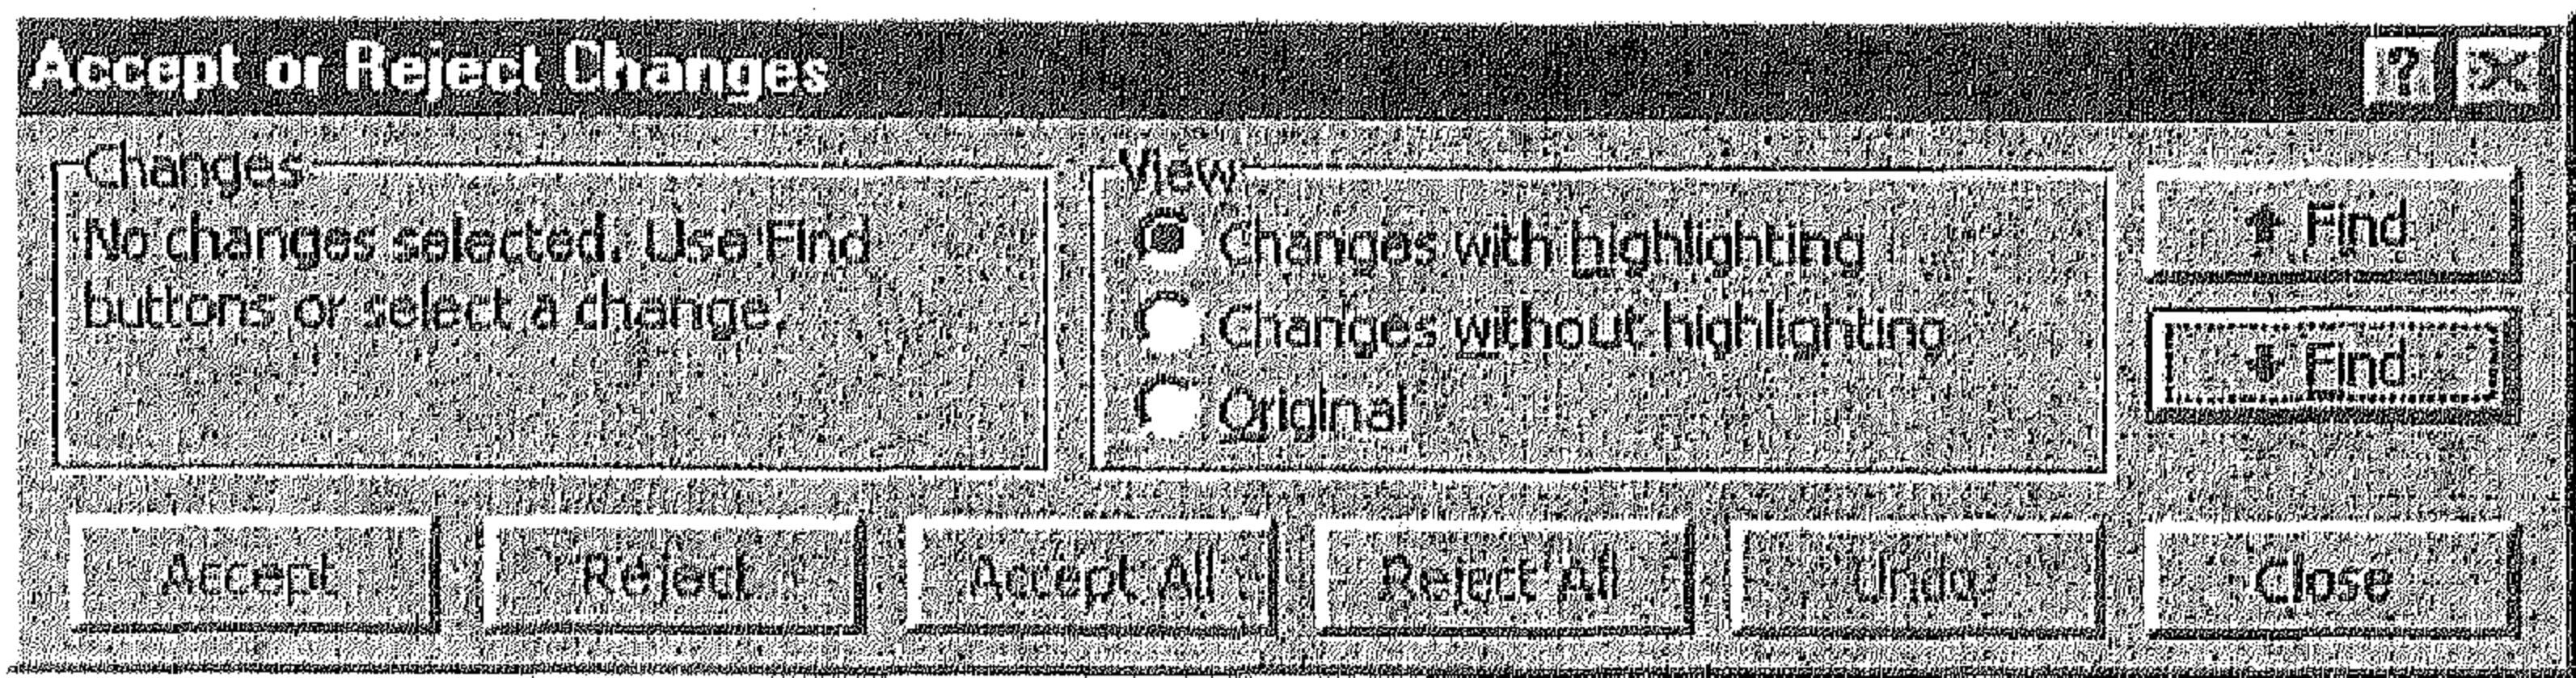 Accept or Reject Changes
Changes
No changes selected. Use Find
buttons or select a change.
View
Changes with highlighting
Changes without highlighting
Original
Find
Find
Accept
Reject
Accept All
Reject All
Undo
Close